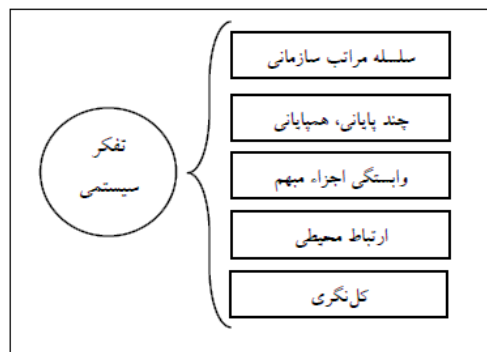 سلسله مراتب سازمانی
چند پایانی، همپایانی
وابستگی اجزاء مبهم
ارتباط محیطی
کل‌نگری
تفکر
سیستمی